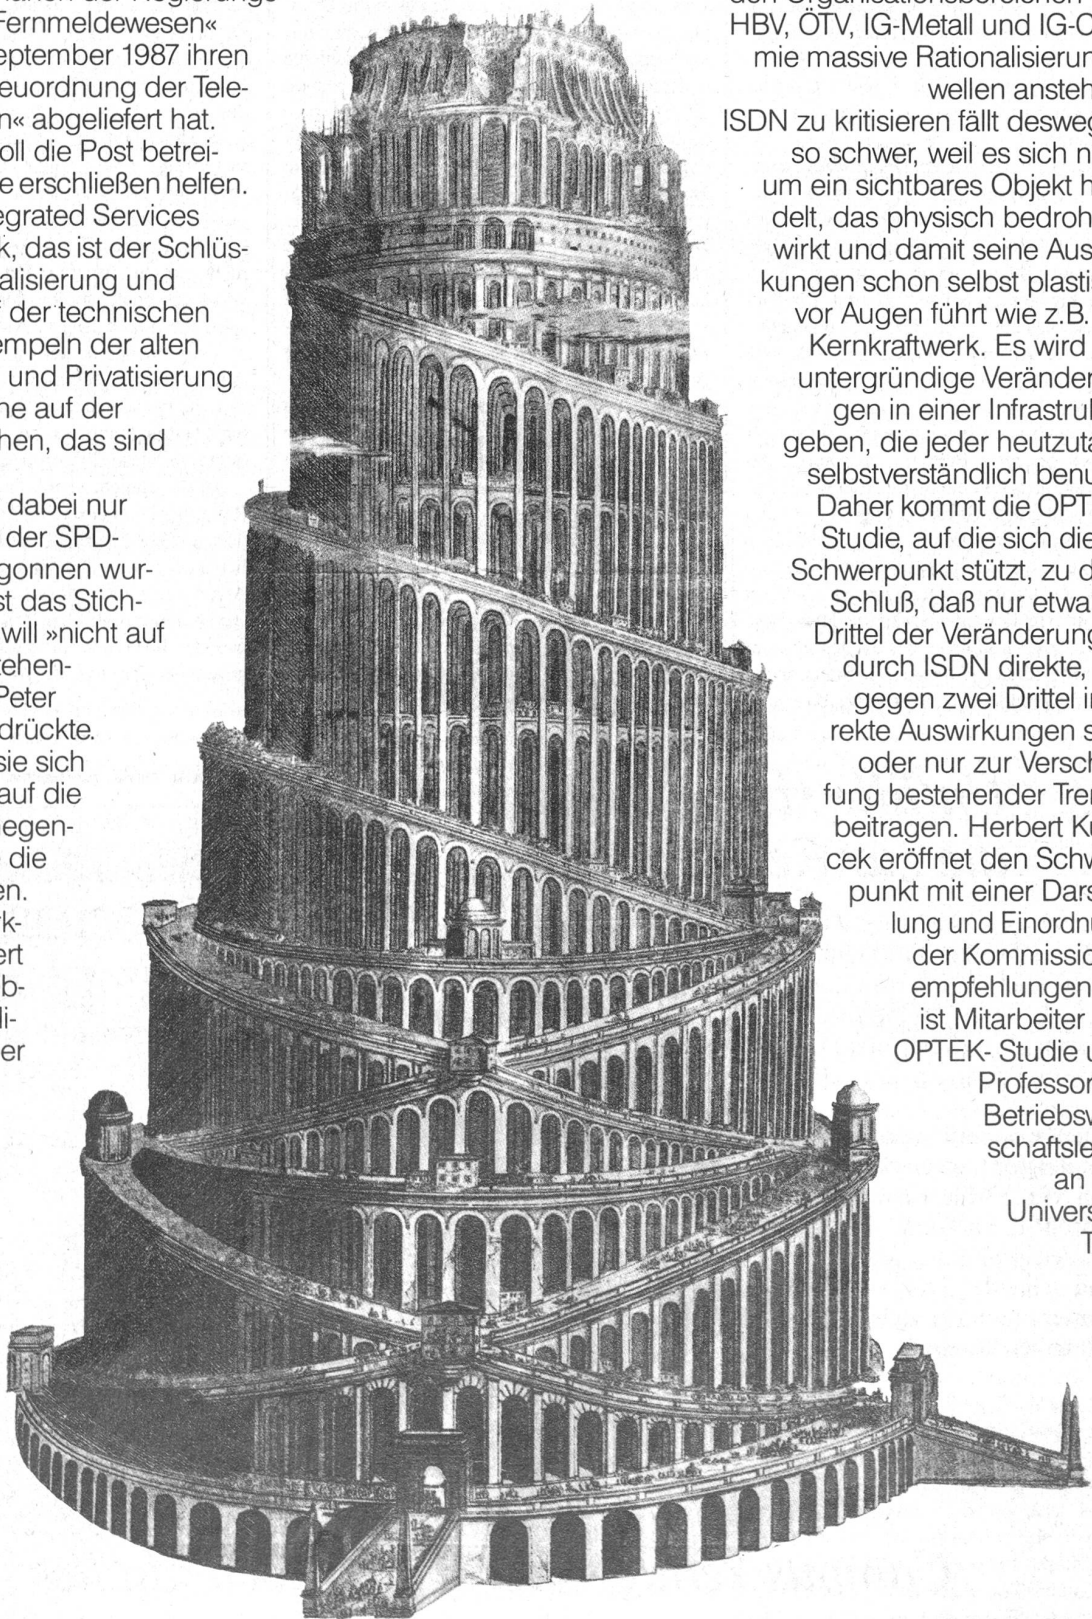 Fernmeldewesen«
eptember 1987 ihren
euordnung der Tele-
n« abgeliefert hat.
oll die Post betrei-
e erschließen helfen.
egrated Services
k, das ist der Schlüs-
alisierung und
f der technischen
empeln der alten
und Privatisierung
ne auf der
hen, das sind
dabei nur
der SPD-
gonnen wur-
st das Stich-
will »nicht auf
tehen-
Peter
drückte.
sie sich
auf die
egen-
die
en.
rk-
ert
b-
li-
er
den Organisationsbereichen
HBV, ÖTV, IG-Metall und IG-C
mie massive Rationalisierun
wellen ansteh
ISDN zu kritisieren fällt desweg
so schwer, weil es sich n
um ein sichtbares Objekt h
delt, das physisch bedroh
wirkt und damit seine Aus
kungen schon selbst plasti
vor Augen führt wie z.B.
Kernkraftwerk. Es wird
untergründige Veränder
gen in einer Infrastruk
geben, die jeder heutzutä
selbstverständlich benu
Daher kommt die OPT
Studie, auf die sich die
Schwerpunkt stützt, zu d
Schluß, daß nur etwa
Drittel der Veränderung
durch ISDN direkte,
gegen zwei Drittel in
rekte Auswirkungen s
oder nur zur Versch
fung bestehender Tre
beitragen. Herbert Ku
cek eröffnet den Schw
punkt mit einer Dars
lung und Einordnu
der Kommissio
empfehlungen
ist Mitarbeiter
OPTEK- Studie u
Professor
Betriebsw
schaftsle
an
Univers
T